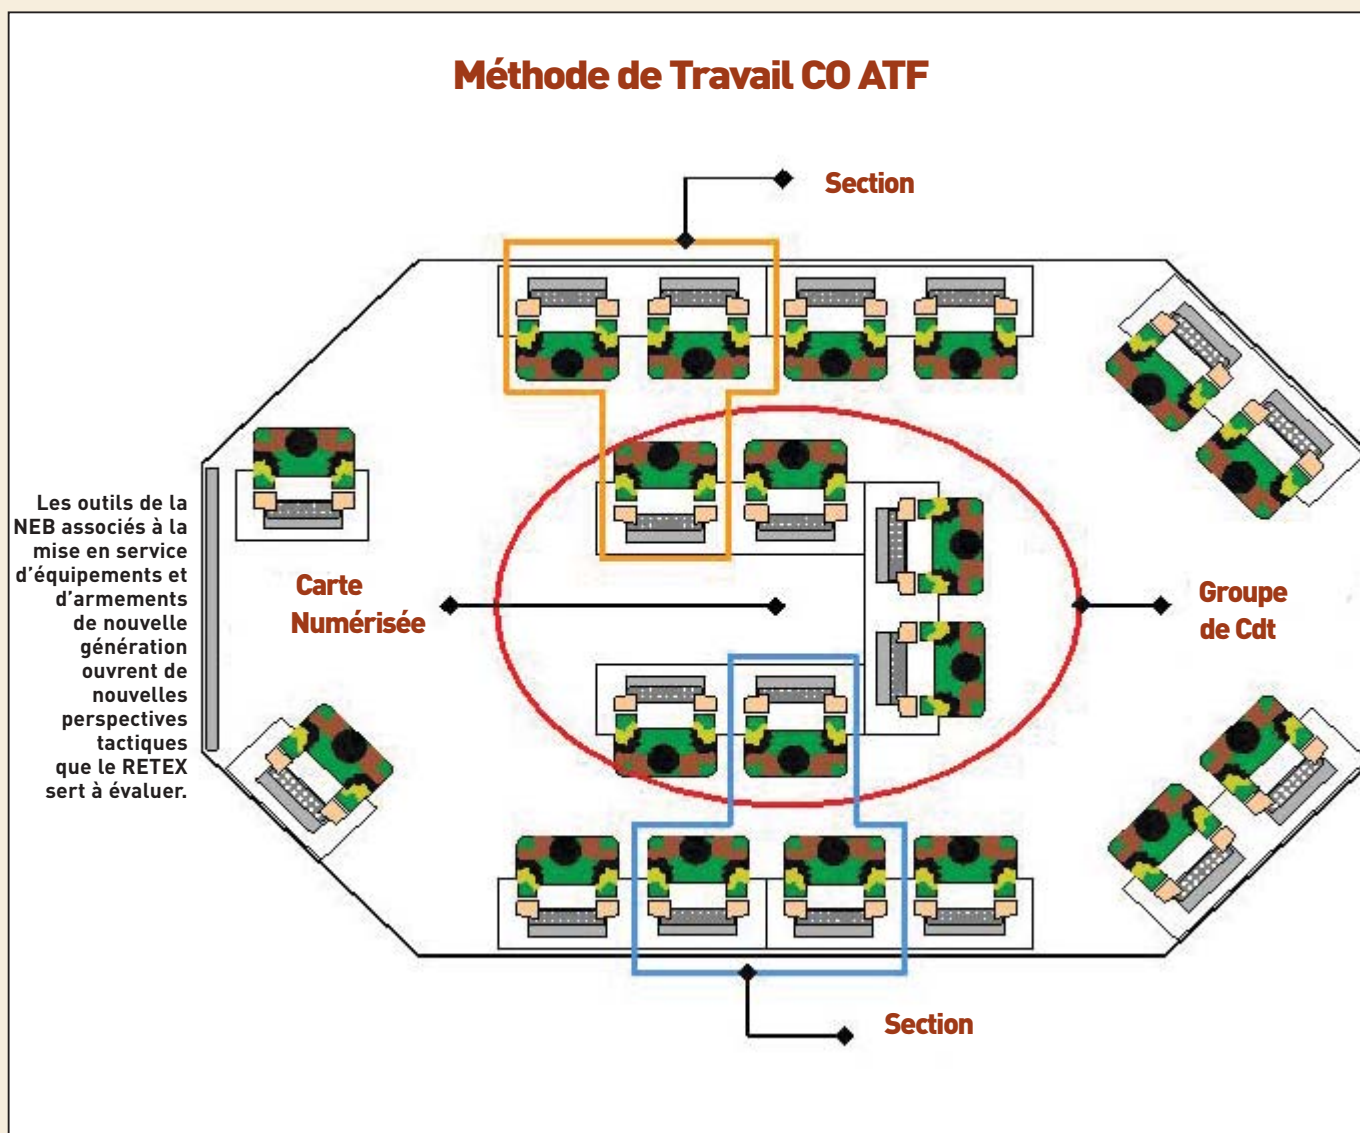 Méthode de Travail CO ATF
Section
Les outils de la
NEB associés à la
mise en service
d'équipements et
d'armements
de nouvelle
génération
ouvrent de
nouvelles
perspectives
tactiques
que le RETEX
sert à évaluer.
Carte
Numérisée
Groupe
de Cdt
Section